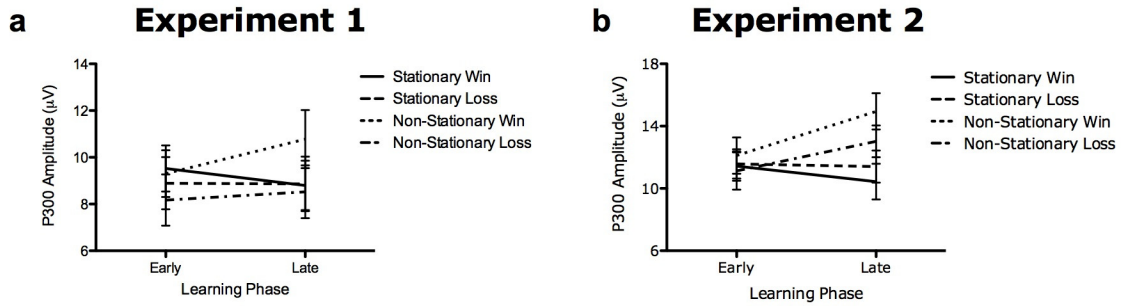 a Experiment 1
14
12
10
8
6
P300 Amplitude (µV)
Early Late
Learning Phase
Stationary Win
Stationary Loss
Non-Stationary Win
Non-Stationary Loss
b Experiment 2
18
14
10
6
P300 Amplitude (µV)
Early Late
Learning Phase
Stationary Win
Stationary Loss
Non-Stationary Win
Non-Stationary Loss